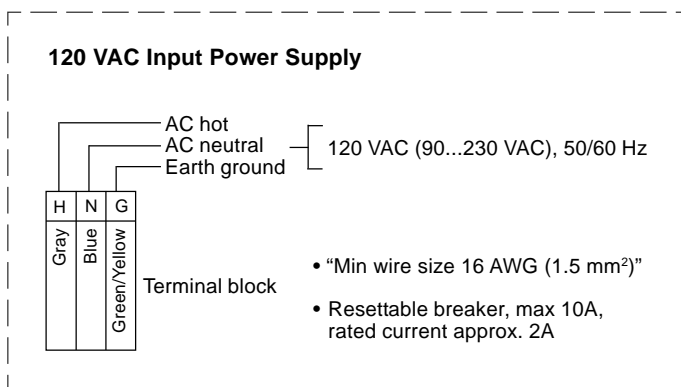 120 VAC Input Power Supply
AC hot
AC neutral
Earth ground
120 VAC (90...230 VAC), 50/60 Hz
H N G
Gray
Blue
Green/Yellow
Terminal block
• “Min wire size 16 AWG (1.5 mm²)”
• Resettable breaker, max 10A,
rated current approx. 2A